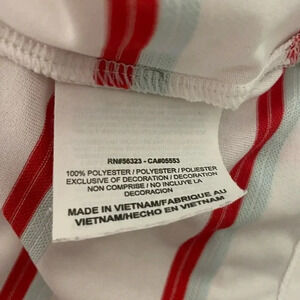 RN#56323 - CA#05553
100% POLYESTER / POLYESTER / POLIESTER
EXCLUSIVE OF DECORATION / DECORATION
NON COMPRISE / NO INCLUYE LA
DECORACION
MADE IN VIETNAM/FABRIQUE AU
VIETNAM/HECHO EN VIETNAM